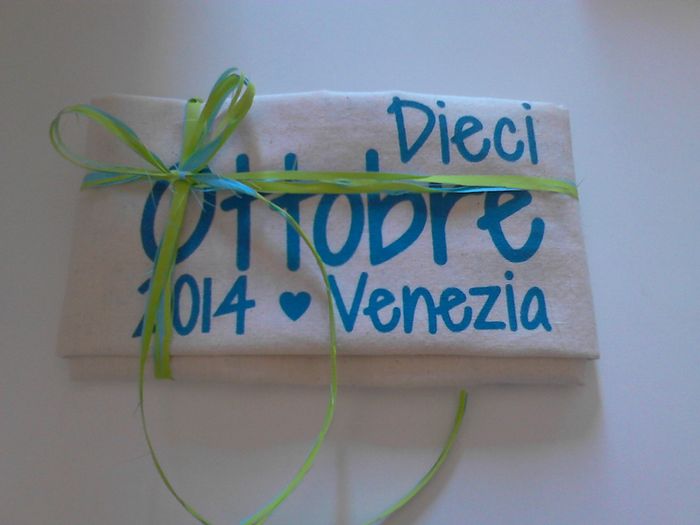 Dieci
Ottobre
2014 ♥ Venezia